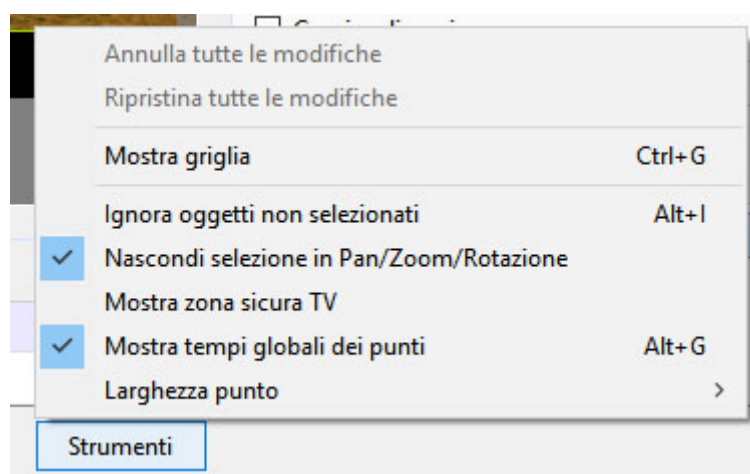 Annulla tutte le modifiche
Ripristina tutte le modifiche
Mostra griglia Ctrl+G
Ignora oggetti non selezionati Alt+I
Nascondi selezione in Pan/Zoom/Rotazione
Mostra zona sicura TV
Mostra tempi globali dei punti Alt+G
Larghezza punto
Strumenti